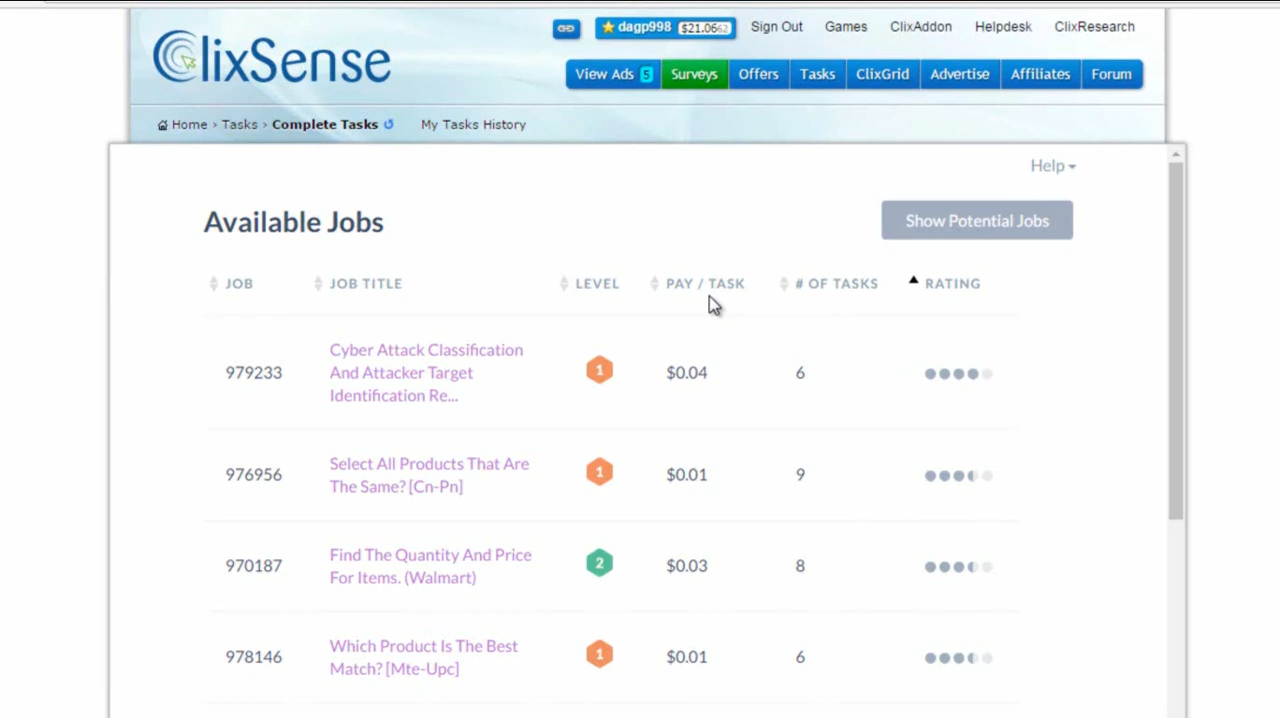 dagp998 $21.0662 Sign Out Games ClixAddon Helpdesk ClixResearch
ClixSense
View Ads 5 Surveys Offers Tasks ClixGrid Advertise Affiliates Forum
Home › Tasks › Complete Tasks My Tasks History
Help
Available Jobs
Show Potential Jobs
JOB JOB TITLE LEVEL PAY / TASK # OF TASKS RATING
Cyber Attack Classification
979233 And Attacker Target 1 $0.04 6
Identification Re...
Select All Products That Are
976956 1 $0.01 9
The Same? [Cn-Pn]
Find The Quantity And Price
970187 2 $0.03 8
For Items. (Walmart)
Which Product Is The Best
978146 1 $0.01 6
Match? [Mte-Upc]